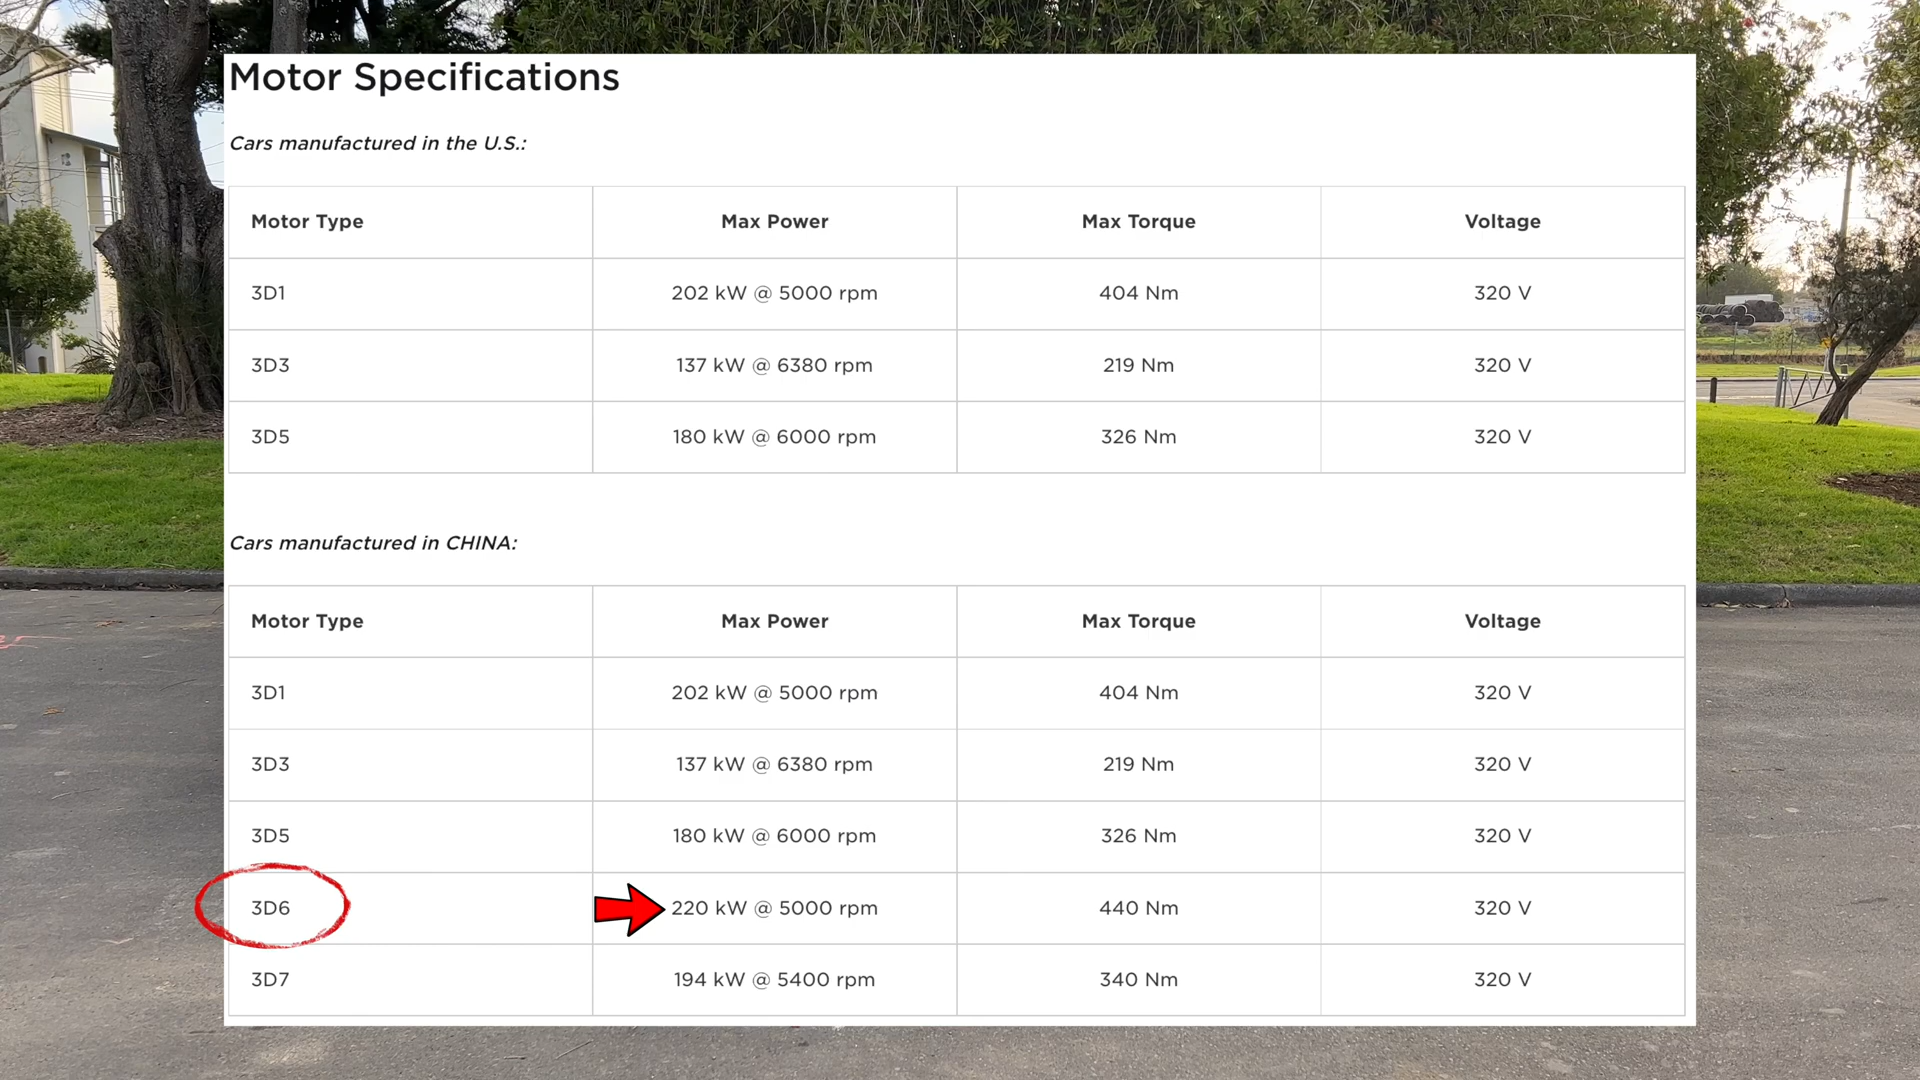 Motor Specifications
Cars manufactured in the U.S.:
Motor Type Max Power Max Torque Voltage
3D1 202 kW @ 5000 rpm 404 Nm 320 V
3D3 137 kW @ 6380 rpm 219 Nm 320 V
3D5 180 kW @ 6000 rpm 326 Nm 320 V
Cars manufactured in CHINA:
Motor Type Max Power Max Torque Voltage
3D1 202 kW @ 5000 rpm 404 Nm 320 V
3D3 137 kW @ 6380 rpm 219 Nm 320 V
3D5 180 kW @ 6000 rpm 326 Nm 320 V
3D6 220 kW @ 5000 rpm 440 Nm 320 V
3D7 194 kW @ 5400 rpm 340 Nm 320 V